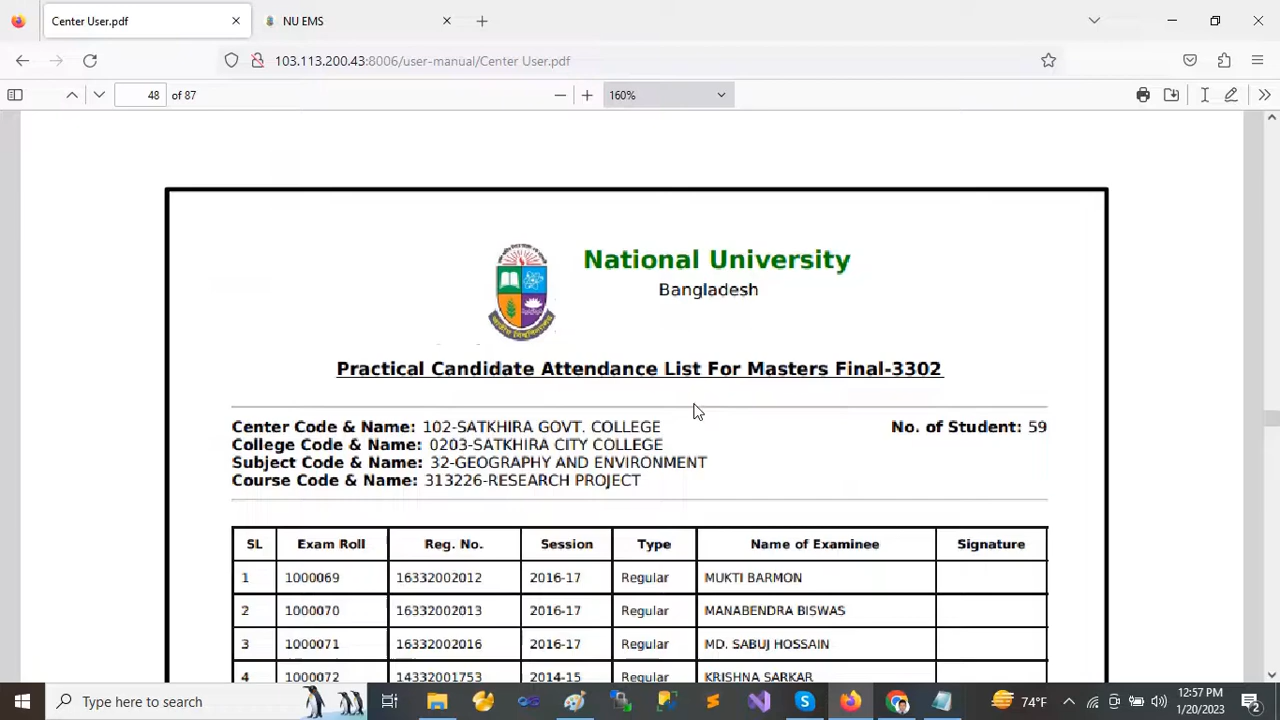 Center User.pdf
NU EMS
103.113.200.43:8006/user-manual/Center User.pdf
48 of 87
160%
National University
Bangladesh
Practical Candidate Attendance List For Masters Final-3302
Center Code & Name: 102-SATKHIRA GOVT. COLLEGE
No. of Student: 59
College Code & Name: 0203-SATKHIRA CITY COLLEGE
Subject Code & Name: 32-GEOGRAPHY AND ENVIRONMENT
Course Code & Name: 313226-RESEARCH PROJECT
SL Exam Roll Reg. No. Session Type Name of Examinee Signature
1 1000069 16332002012 2016-17 Regular MUKTI BARMON
2 1000070 16332002013 2016-17 Regular MANABENDRA BISWAS
3 1000071 16332002016 2016-17 Regular MD. SABUJ HOSSAIN
4 1000072 14332001753 2014-15 Regular KRISHNA SARKAR
Type here to search
74°F
12:57 PM
1/20/2023
2